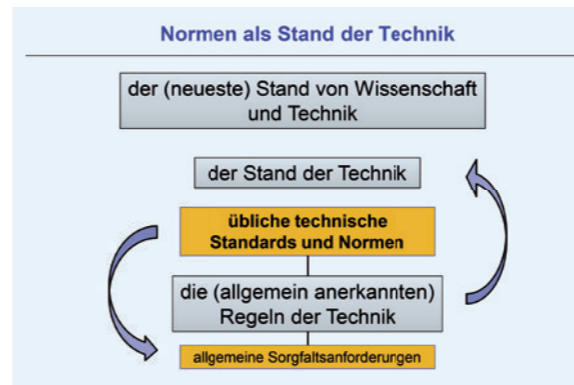 Normen als Stand der Technik
der (neueste) Stand von Wissenschaft
und Technik
der Stand der Technik
übliche technische
Standards und Normen
die (allgemein anerkannten)
Regeln der Technik
allgemeine Sorgfaltsanforderungen